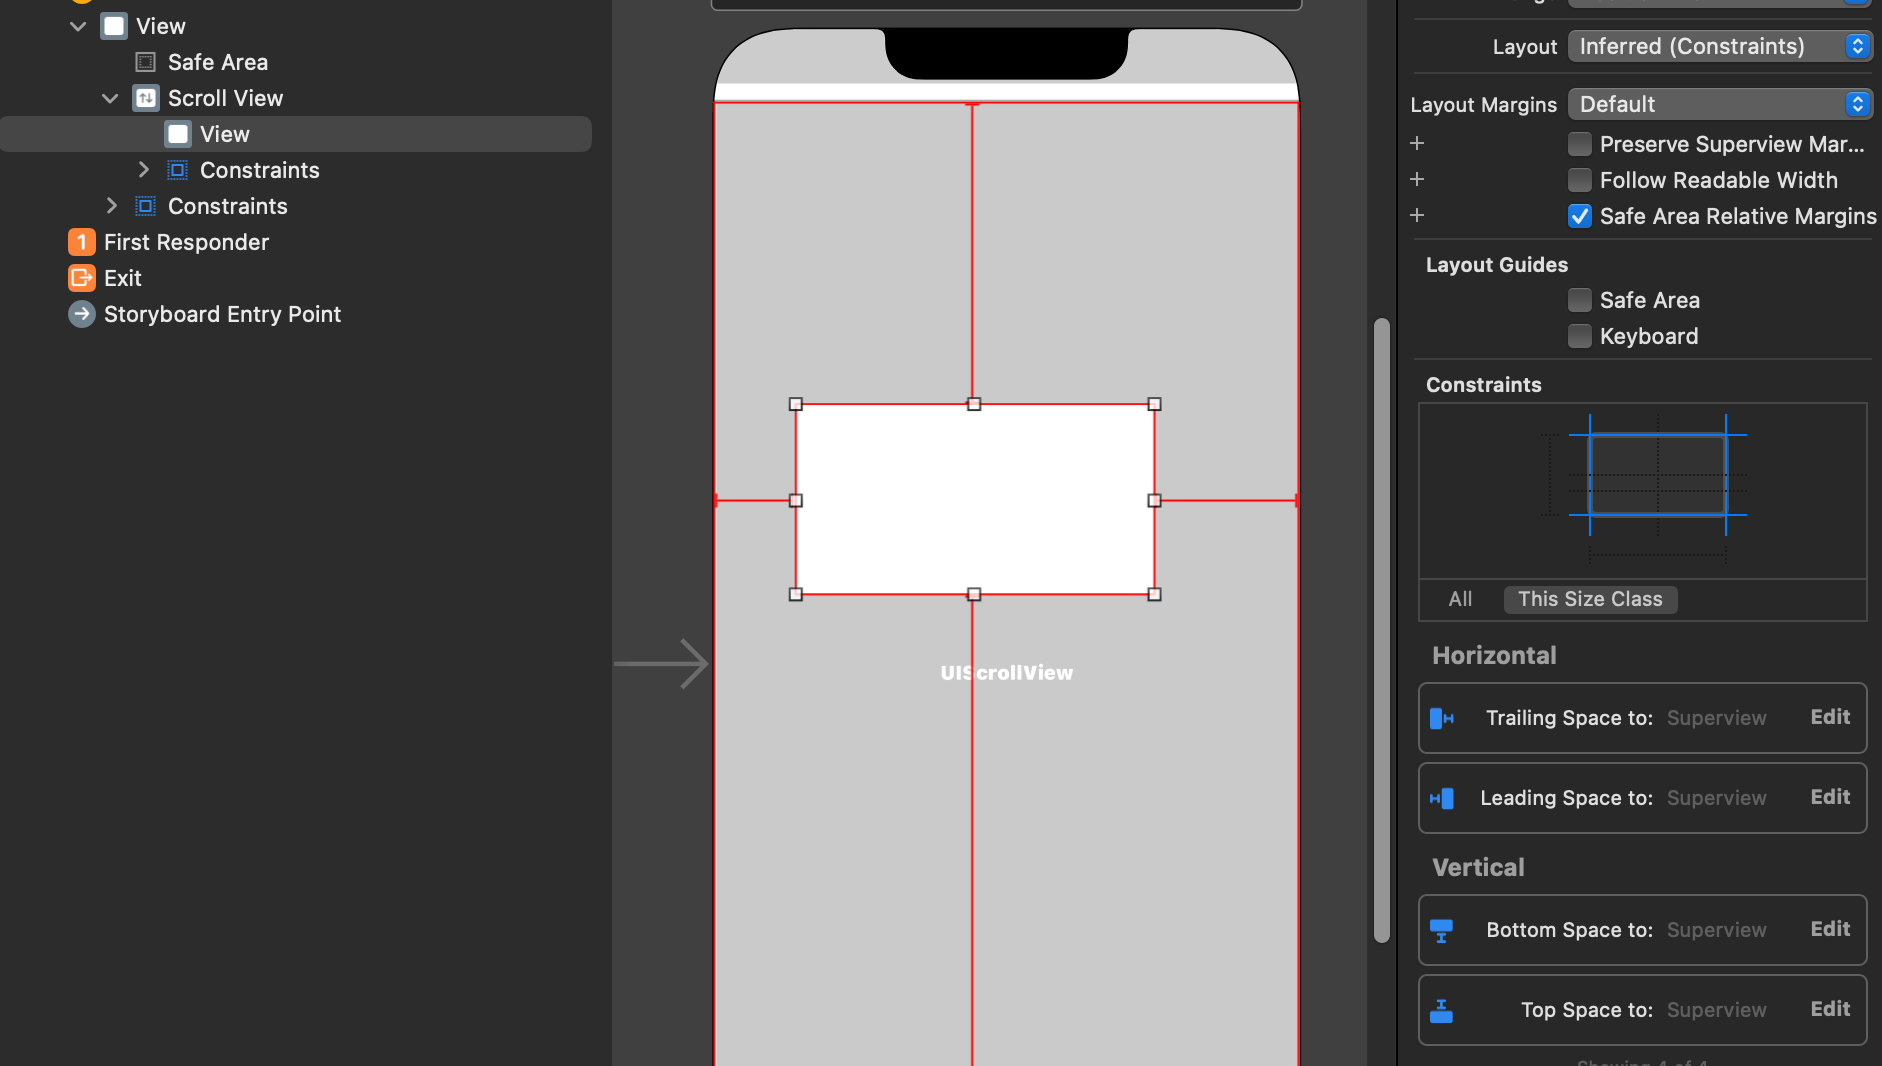 View
Safe Area
Scroll View
View
Constraints
Constraints
1 First Responder
Exit
Storyboard Entry Point
UIScrollView
Layout Inferred (Constraints)
Layout Margins Default
Preserve Superview Mar...
Follow Readable Width
Safe Area Relative Margins
Layout Guides
Safe Area
Keyboard
Constraints
All This Size Class
Horizontal
Trailing Space to: Superview Edit
Leading Space to: Superview Edit
Vertical
Bottom Space to: Superview Edit
Top Space to: Superview Edit